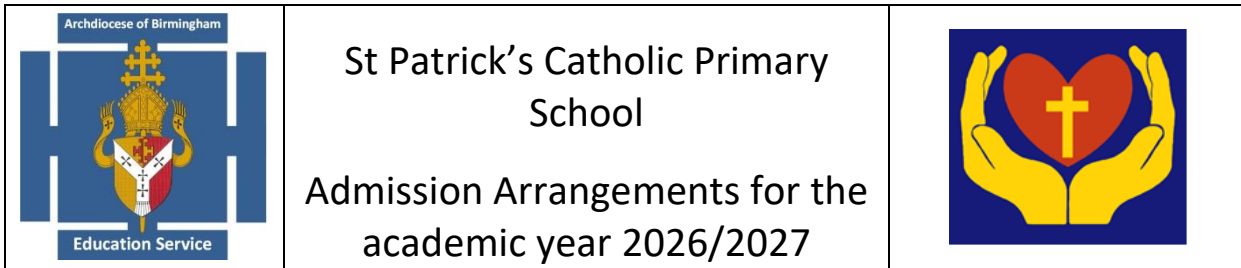 Archdiocese of Birmingham
Education Service
St Patrick’s Catholic Primary
School
Admission Arrangements for the
academic year 2026/2027